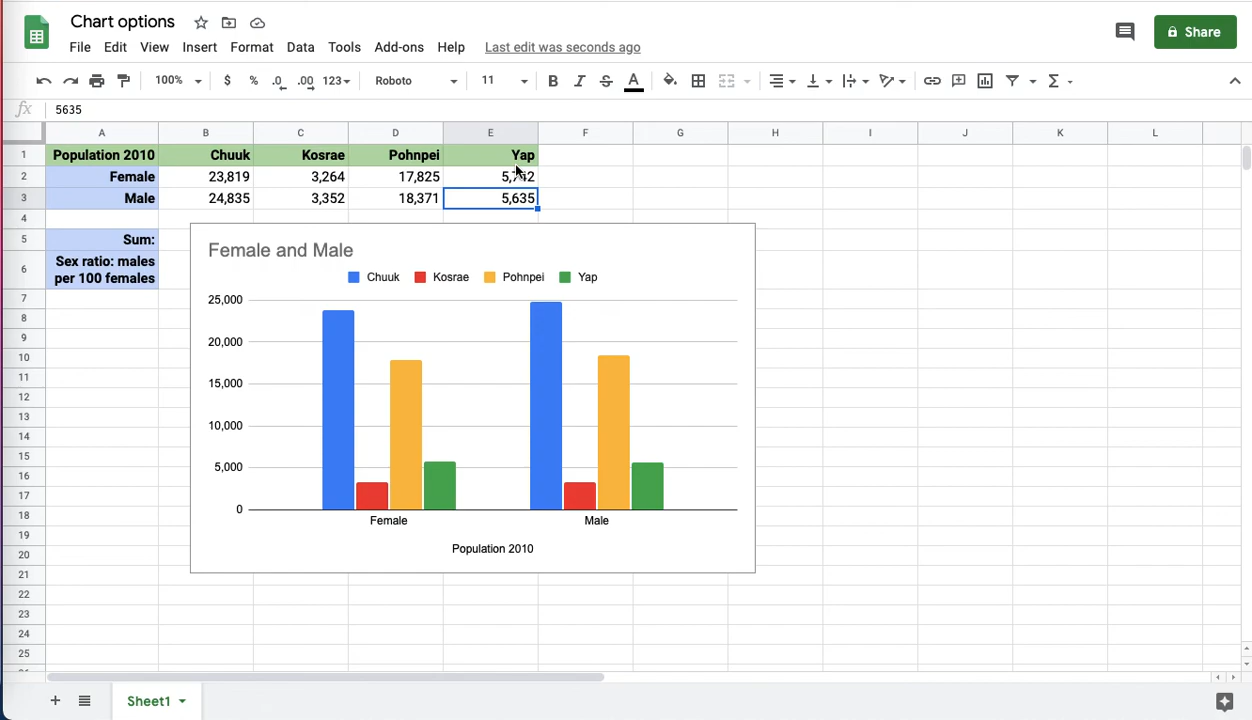 Chart options
File Edit View Insert Format Data Tools Add-ons Help Last edit was seconds ago
Share
100% $ % .0 .00 123 Roboto 11 B I S A
fx 5635
A B C D E F G H I J K L
1 Population 2010 Chuuk Kosrae Pohnpei Yap
2 Female 23,819 3,264 17,825
3 Male 24,835 3,352 18,371 5,635
4
5 Sum:
6 Sex ratio: males
per 100 females
Female and Male
Chuuk Kosrae Pohnpei Yap
25,000
20,000
15,000
10,000
5,000
0
Female Male
Population 2010
7
8
9
10
11
12
13
14
15
16
17
18
19
20
21
22
23
24
25
Sheet1